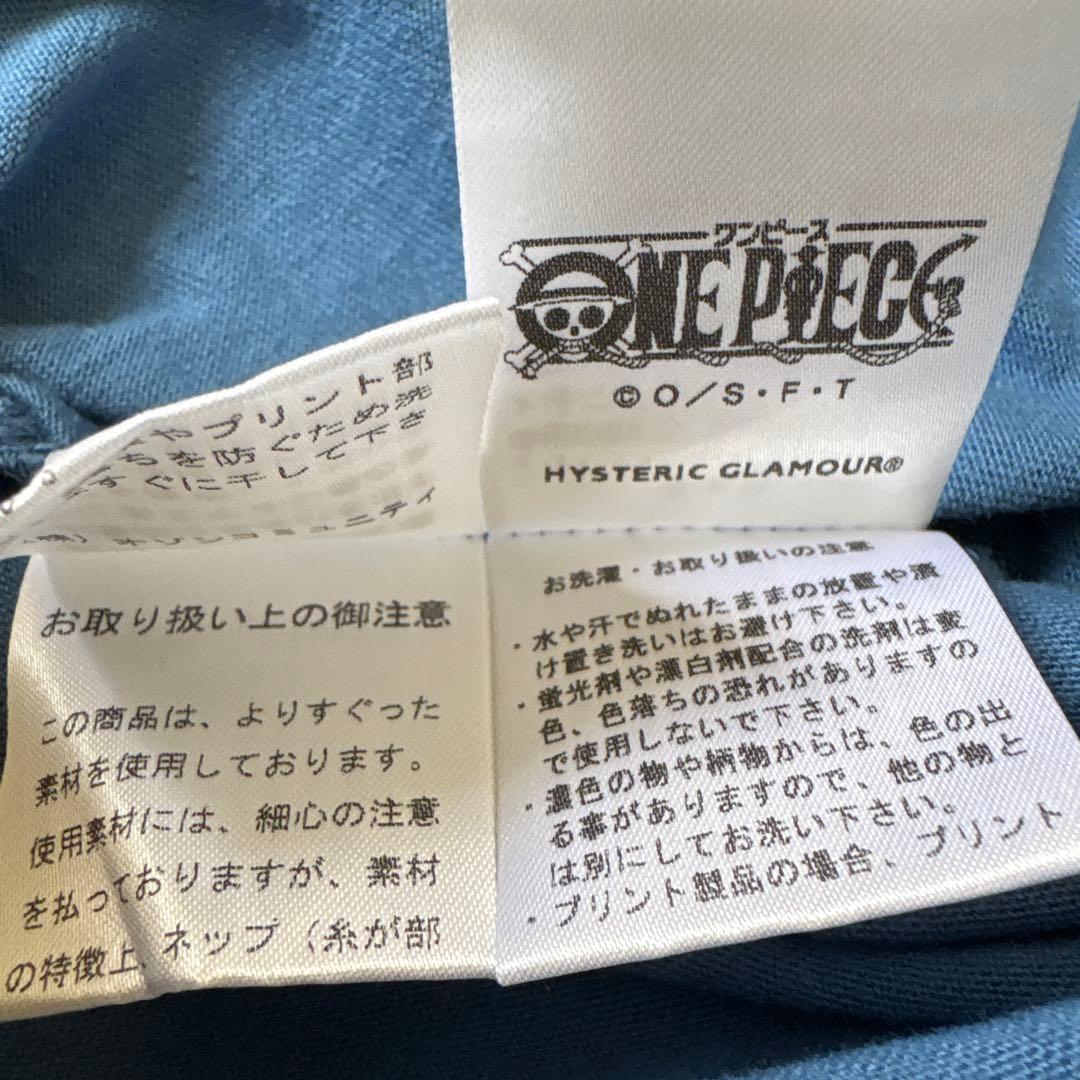 ワンピース
ONE PIECE
©O/S・F・T
HYSTERIC GLAMOUR®
やプリント部
を防ぐため洗
すぐに干して下さ
お取り扱い上の御注意
この商品は、よりすぐった
素材を使用しております。
使用素材には、細心の注意
を払っておりますが、素材
の特徴上、ネップ（糸が部
お洗濯・お取り扱いの注意
・水や汗でぬれたままの放置や漬
け置き洗いはお避け下さい。
・蛍光剤や漂白剤配合の洗剤は変
色、色落ちの恐れがありますの
で使用しないで下さい。
・濃色の物や柄物からは、色の出
る事がありますので、他の物と
は別にしてお洗い下さい。
・プリント製品の場合、プリント